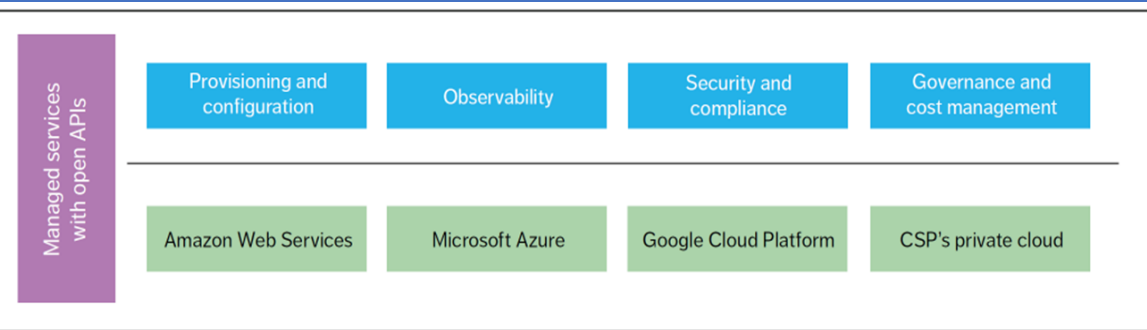 Managed services
with open APIs
Provisioning and
configuration
Observability
Security and
compliance
Governance and
cost management
Amazon Web Services
Microsoft Azure
Google Cloud Platform
CSP's private cloud